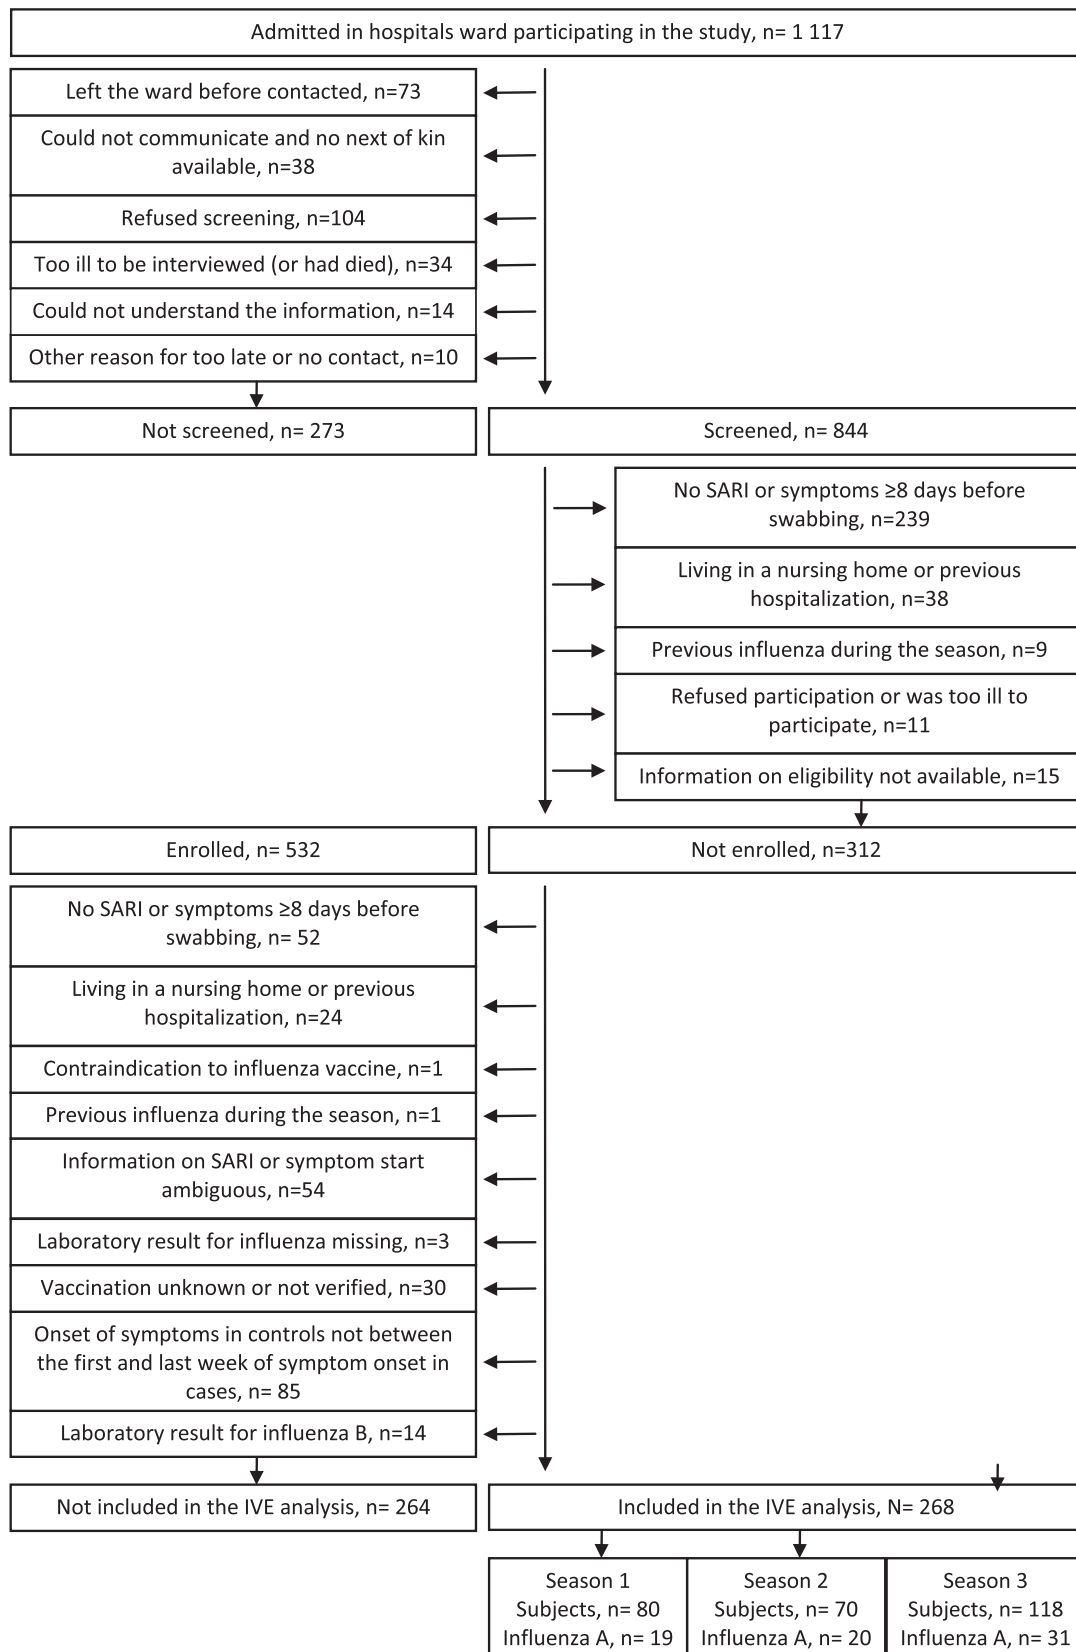 Admitted in hospitals ward participating in the study, n= 1 117
Left the ward before contacted, n=73
Could not communicate and no next of kin
available, n=38
Refused screening, n=104
Too ill to be interviewed (or had died), n=34
Could not understand the information, n=14
Other reason for too late or no contact, n=10
Not screened, n= 273
Screened, n= 844
No SARI or symptoms ≥8 days before
swabbing, n=239
Living in a nursing home or previous
hospitalization, n=38
Previous influenza during the season, n=9
Refused participation or was too ill to
participate, n=11
Information on eligibility not available, n=15
Enrolled, n= 532
Not enrolled, n=312
No SARI or symptoms ≥8 days before
swabbing, n= 52
Living in a nursing home or previous
hospitalization, n=24
Contraindication to influenza vaccine, n=1
Previous influenza during the season, n=1
Information on SARI or symptom start
ambiguous, n=54
Laboratory result for influenza missing, n=3
Vaccination unknown or not verified, n=30
Onset of symptoms in controls not between
the first and last week of symptom onset in
cases, n= 85
Laboratory result for influenza B, n=14
Not included in the IVE analysis, n= 264
Included in the IVE analysis, N= 268
Season 1
Subjects, n= 80
Influenza A, n= 19
Season 2
Subjects, n= 70
Influenza A, n= 20
Season 3
Subjects, n= 118
Influenza A, n= 31